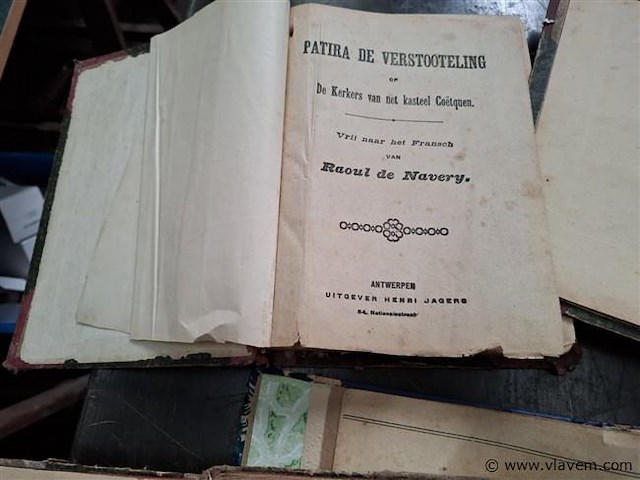 PATIRA DE VERSTOOTELING
OF
De Kerkers van het kasteel Coëtquen.
Vrij naar het Fransch
VAN
Raoul de Navery.
ANTWERPEN
UITGEVER HENRI JAGERS
Nationalestraat
© www.vlavem.com